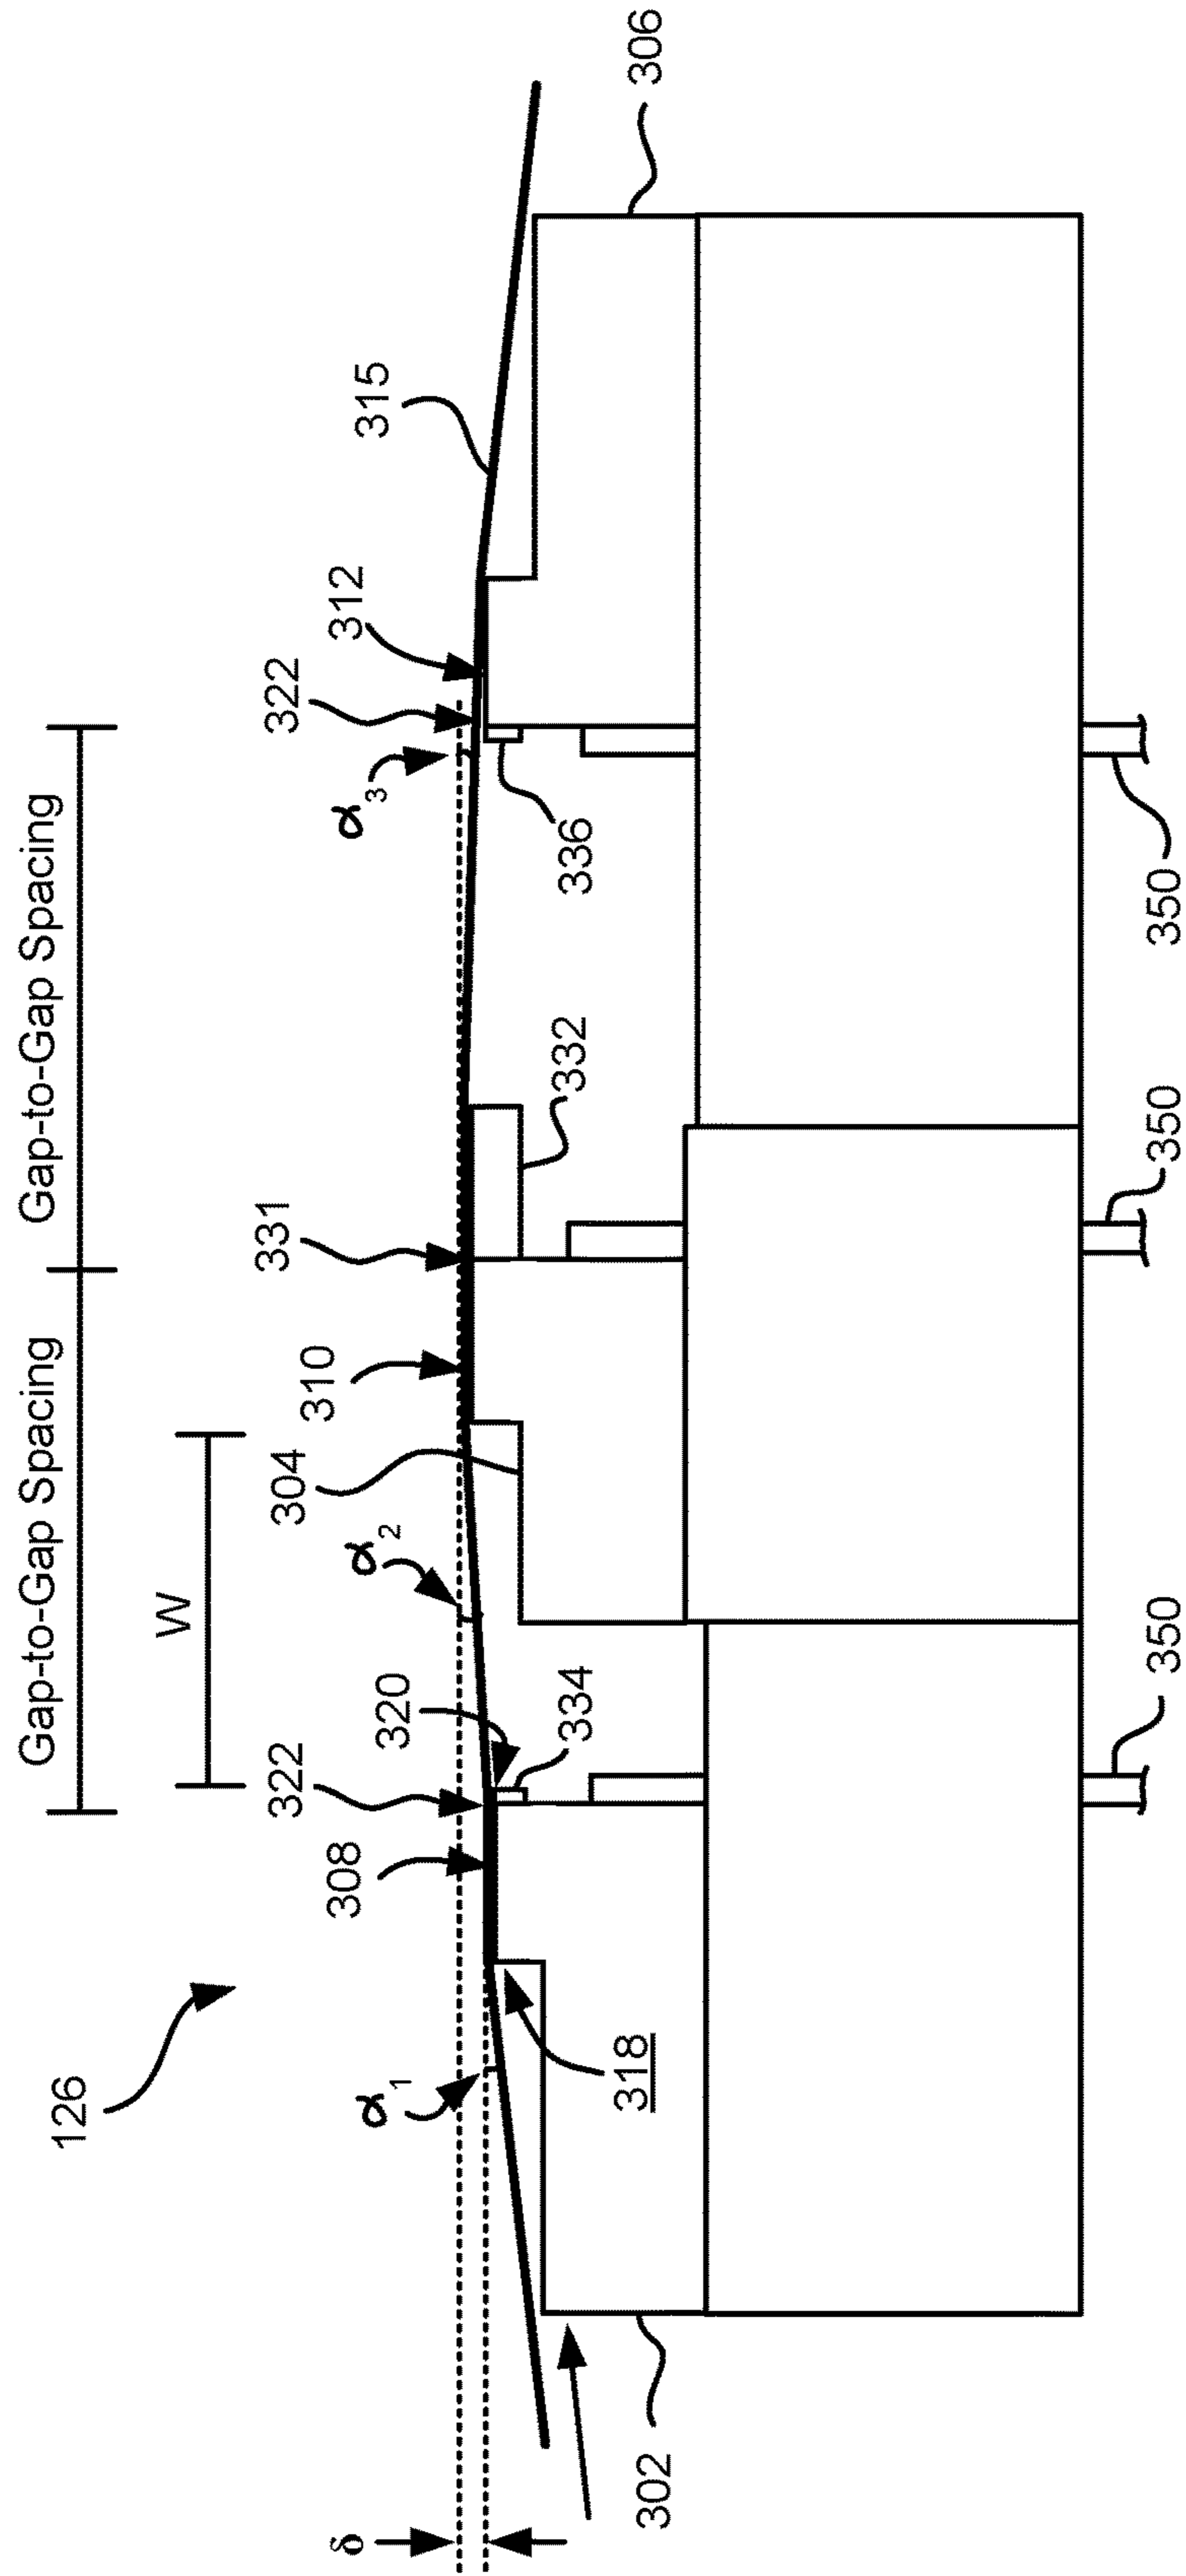 Gap-to-Gap Spacing
Gap-to-Gap Spacing
W
126
δ
α1
308
322
320
334
α2
304
310
331
332
α3
322
312
336
315
306
318
302
350
350
350